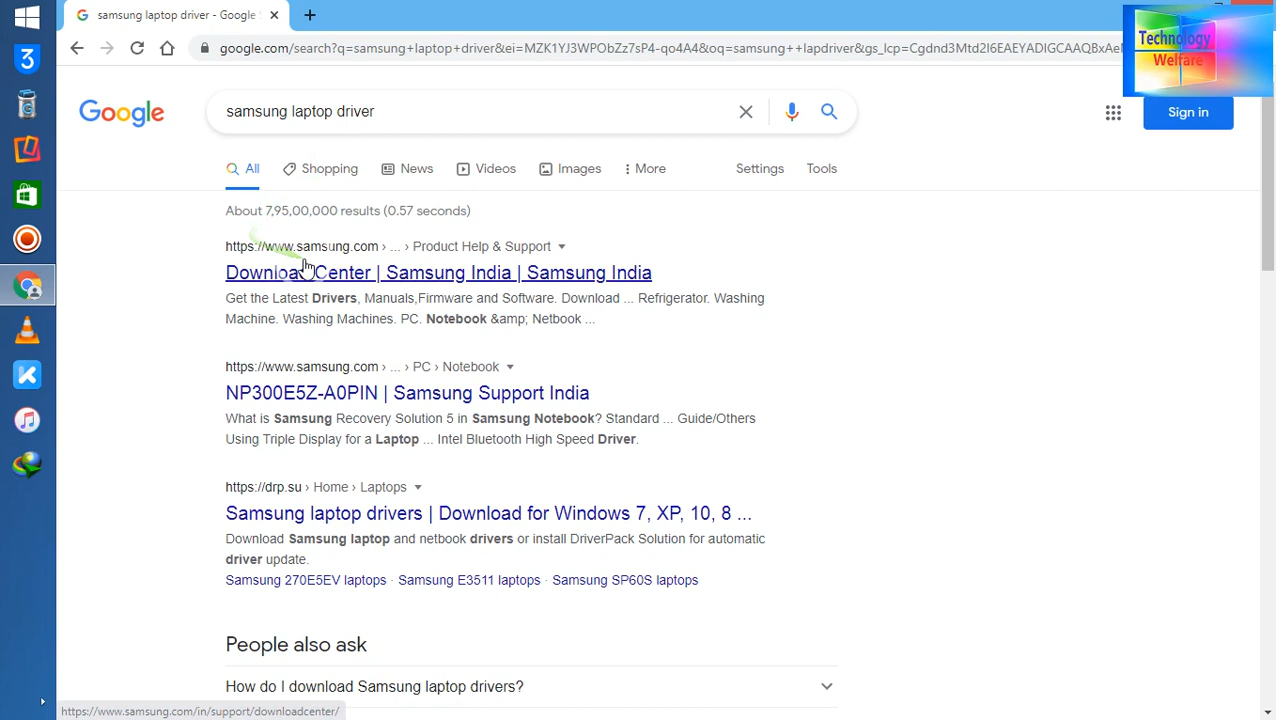 samsung laptop driver - Google
google.com/search?q=samsung+laptop+
=MZK1YJ3WPObZz7sP4-qo4A4&oq=samsung++lapdriver&gs_lcp=Cgdnd3Mtd2l6EAEYADIGCAAQBxAe
Technology
Welfare
Google
samsung laptop driver
Sign in
All
Shopping
News
Videos
Images
More
Settings
Tools
About 7,95,00,000 results (0.57 seconds)
https://www.samsung.com › ... › Product Help & Support
Download Center | Samsung India | Samsung India
Get the Latest Drivers, Manuals,Firmware and Software. Download ... Refrigerator. Washing
Machine. Washing Machines. PC. Notebook &amp; Netbook ...
https://www.samsung.com › ... › PC › Notebook
NP300E5Z-A0PIN | Samsung Support India
What is Samsung Recovery Solution 5 in Samsung Notebook? Standard ... Guide/Others
Using Triple Display for a Laptop ... Intel Bluetooth High Speed Driver.
https://drp.su › Home › Laptops
Samsung laptop drivers | Download for Windows 7, XP, 10, 8 ...
Download Samsung laptop and netbook drivers or install DriverPack Solution for automatic
driver update.
Samsung 270E5EV laptops · Samsung E3511 laptops · Samsung SP60S laptops
People also ask
How do I download Samsung laptop drivers?
https://www.samsung.com/in/support/downloadcenter/